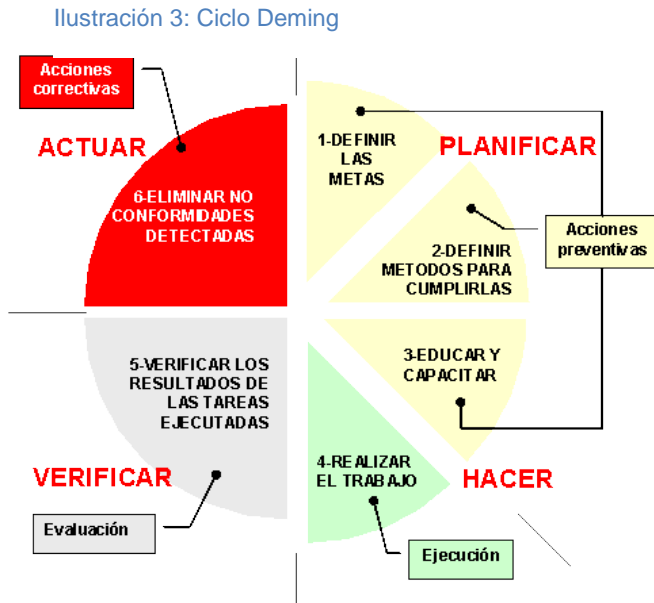 Ilustración 3: Ciclo Deming
Acciones
correctivas
ACTUAR
6-ELIMINAR NO
CONFORMIDADES
DETECTADAS
1-DEFINIR
LAS
METAS
PLANIFICAR
2-DEFINIR
METODOS PARA
CUMPLIRLAS
Acciones
preventivas
3-EDUCAR Y
CAPACITAR
HACER
4-REALIZAR
EL TRABAJO
Ejecución
5-VERIFICAR LOS
RESULTADOS DE
LAS TAREAS
EJECUTADAS
VERIFICAR
Evaluación